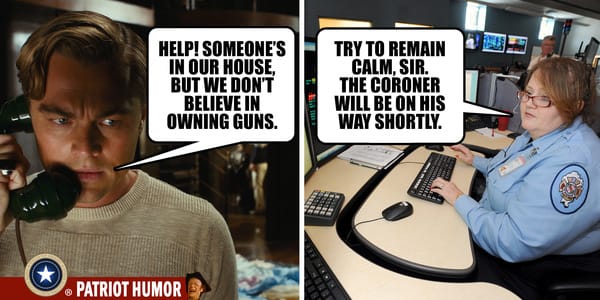 HELP! SOMEONE'S
IN OUR HOUSE,
BUT WE DON'T
BELIEVE IN
OWNING GUNS.
TRY TO REMAIN
CALM, SIR.
THE CORONER
WILL BE ON HIS
WAY SHORTLY.
® PATRIOT HUMOR